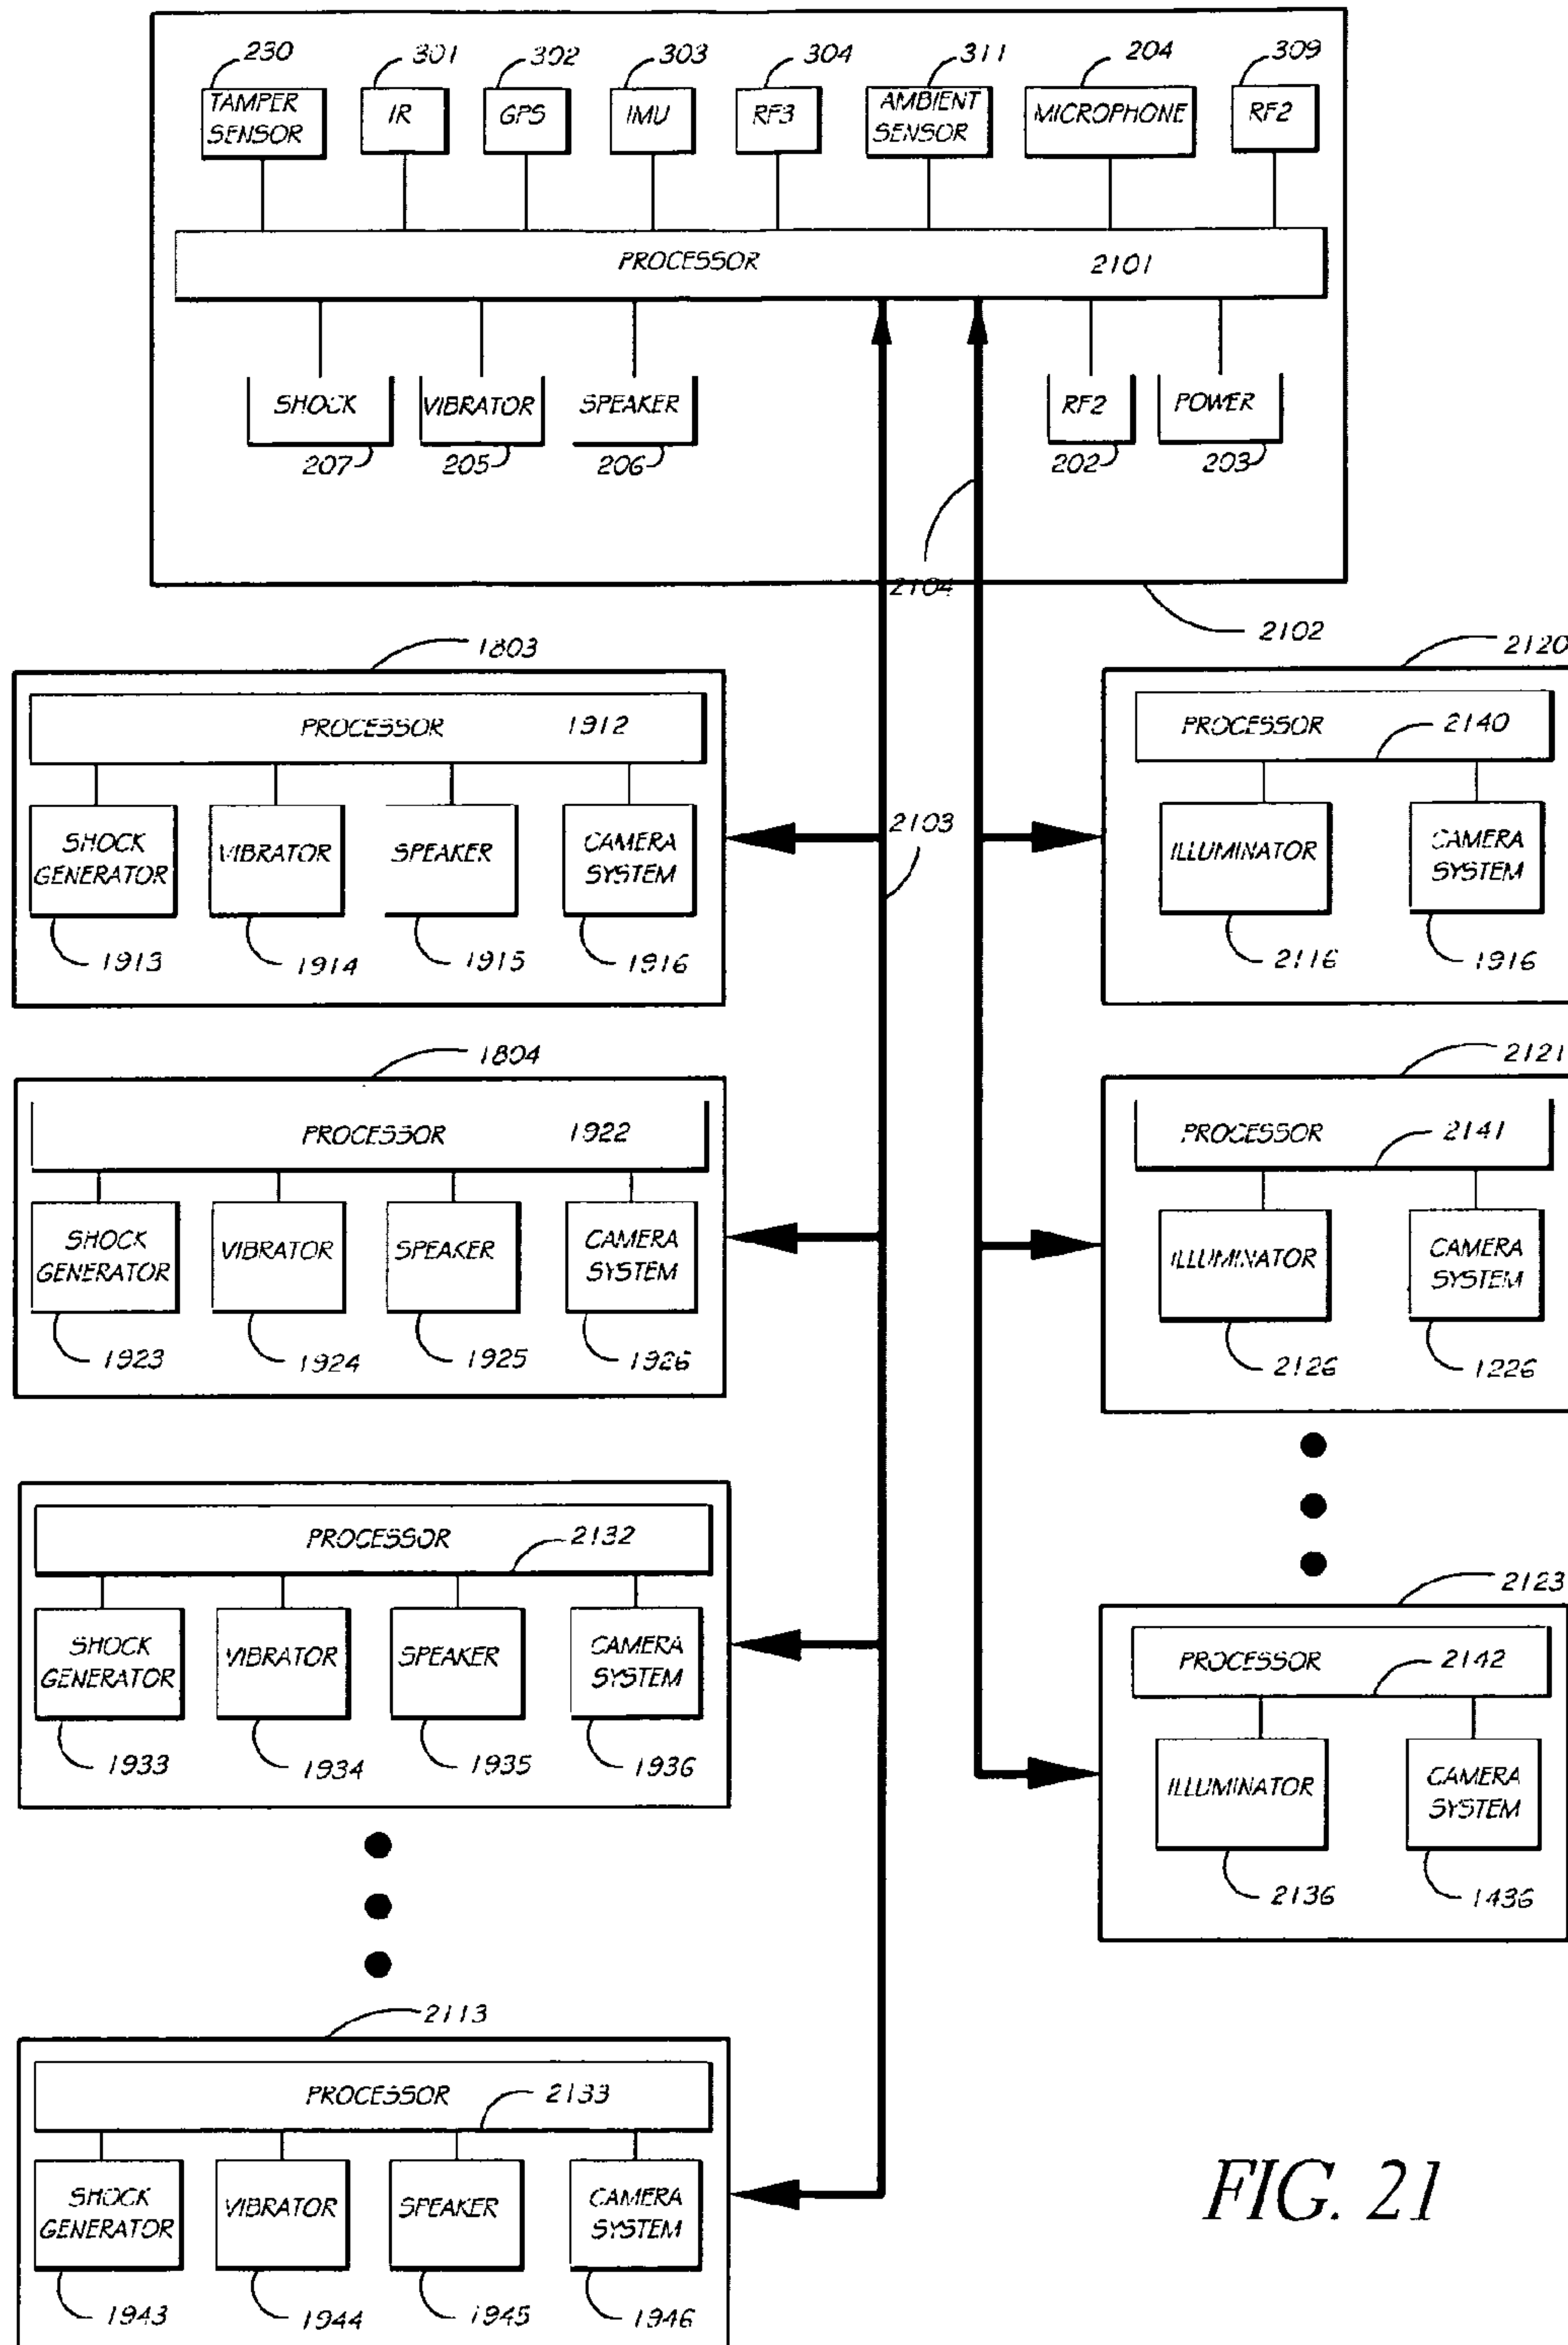 230 301 302 303 304 311 204 309
TAMPER SENSOR IR GPS IMU RF3 AMBIENT SENSOR MICROPHONE RF2
PROCESSOR 2101
SHOCK VIBRATOR SPEAKER RF2 POWER
207 205 206 202 203
2104
2102
1803
PROCESSOR 1912
SHOCK GENERATOR VIBRATOR SPEAKER CAMERA SYSTEM
1913 1914 1915 1916
2103
2120
PROCESSOR 2140
ILLUMINATOR CAMERA SYSTEM
2116 1916
1804
PROCESSOR 1922
SHOCK GENERATOR VIBRATOR SPEAKER CAMERA SYSTEM
1923 1924 1925 1926
2121
PROCESSOR 2141
ILLUMINATOR CAMERA SYSTEM
2126 1226
PROCESSOR 2132
SHOCK GENERATOR VIBRATOR SPEAKER CAMERA SYSTEM
1933 1934 1935 1936
2123
PROCESSOR 2142
ILLUMINATOR CAMERA SYSTEM
2136 1436
2113
PROCESSOR 2133
SHOCK GENERATOR VIBRATOR SPEAKER CAMERA SYSTEM
1943 1944 1945 1946
FIG. 21